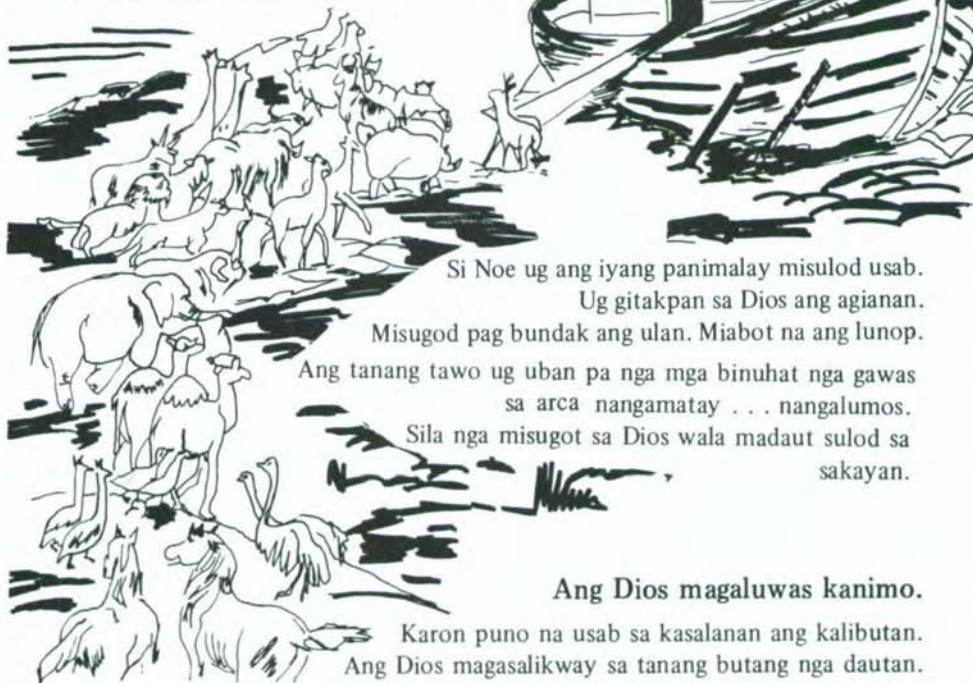 Si Noe ug ang iyang panimalay misulod usab.
Ug gitakpan sa Dios ang agianan.
Misugod pag bundak ang ulan. Miabot na ang lunop.
Ang tanang tawo ug uban pa nga mga binuhat nga gawas
sa arca nangamatay . . . nangalumos.
Sila nga misugot sa Dios wala madaut sulod sa
sakayan.
Ang Dios magaluwas kanimo.
Karon puno na usab sa kasalanan ang kalibutan.
Ang Dios magasalikway sa tanang butang nga dautan.